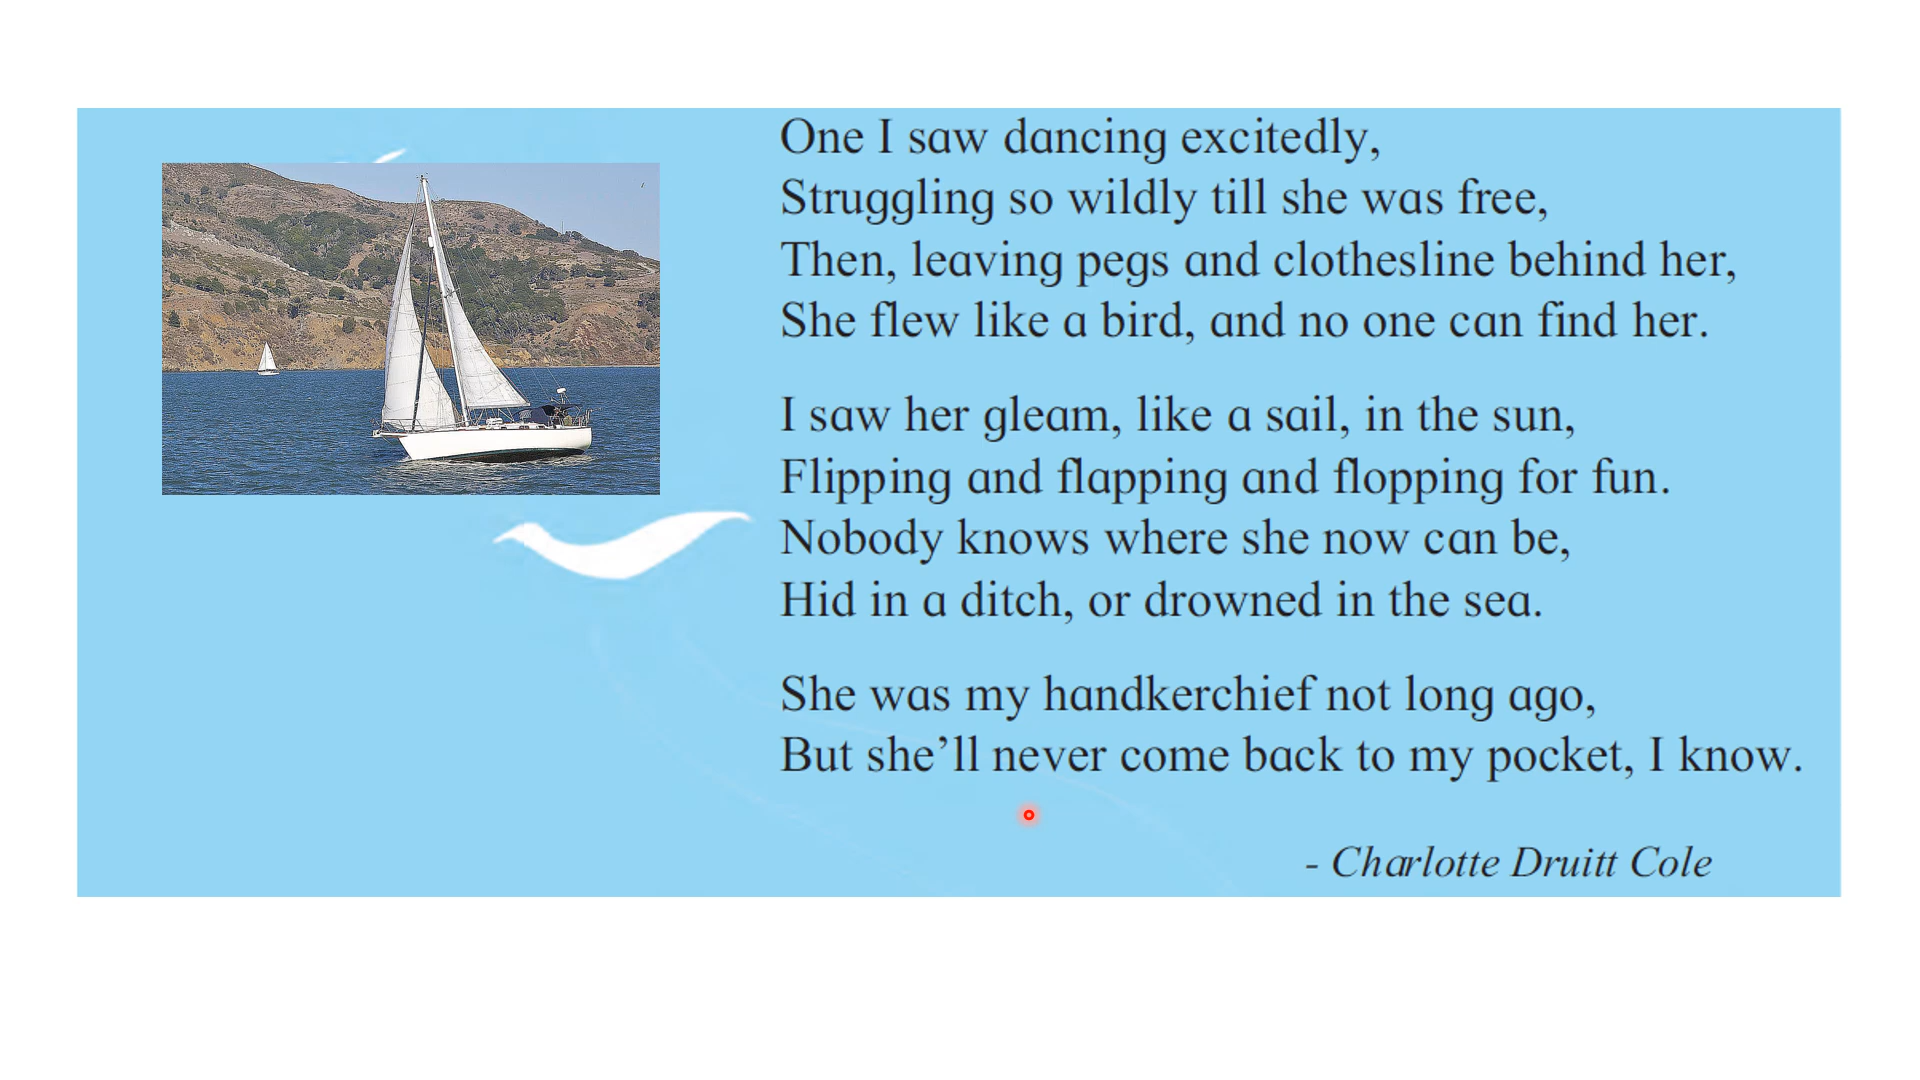 One I saw dancing excitedly,
Struggling so wildly till she was free,
Then, leaving pegs and clothesline behind her,
She flew like a bird, and no one can find her.
I saw her gleam, like a sail, in the sun,
Flipping and flapping and flopping for fun.
Nobody knows where she now can be,
Hid in a ditch, or drowned in the sea.
She was my handkerchief not long ago,
But she’ll never come back to my pocket, I know.
- Charlotte Druitt Cole